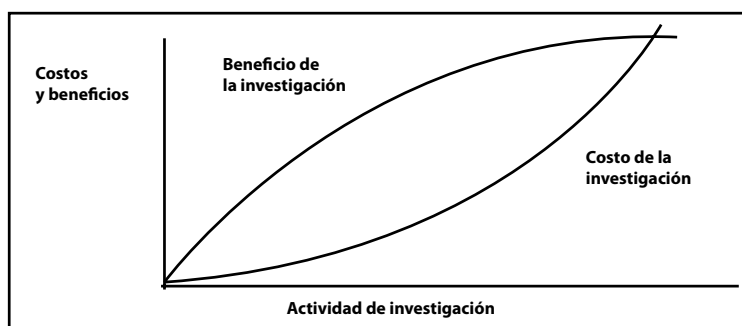 Costos
y beneficios
Beneficio de
la investigación
Costo de la
investigación
Actividad de investigación